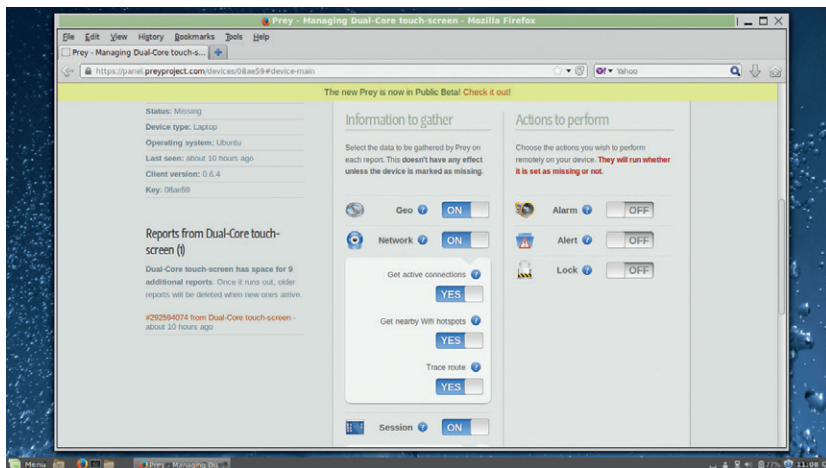 Prey - Managing Dual-Core touch-screen - Mozilla Firefox
File Edit View History Bookmarks Tools Help
Prey - Managing Dual-Core touch-s...
https://panel.preyproject.com/devices/08ae59#device-main
Yahoo
The new Prey is now in Public Beta! Check it out!
Status: Missing
Device type: Laptop
Operating system: Ubuntu
Last seen: about 10 hours ago
Client version: 0.6.4
Key: 08ae59
Reports from Dual-Core touch-
screen (1)
Dual-Core touch-screen has space for 9
additional reports. Once it runs out, older
reports will be deleted when new ones arrive.
#292594074 from Dual-Core touch-screen -
about 10 hours ago
Information to gather
Select the data to be gathered by Prey on
each report. This doesn't have any effect
unless the device is marked as missing.
Geo ? ON
Network ? ON
Get active connections ?
YES
Get nearby Wifi hotspots ?
YES
Trace route ?
YES
Session ? ON
Actions to perform
Choose the actions you wish to perform
remotely on your device. They will run whether
it is set as missing or not.
Alarm ? OFF
Alert ? OFF
Lock ? OFF
Menu
Prey - Managing Du...
77% 11:08